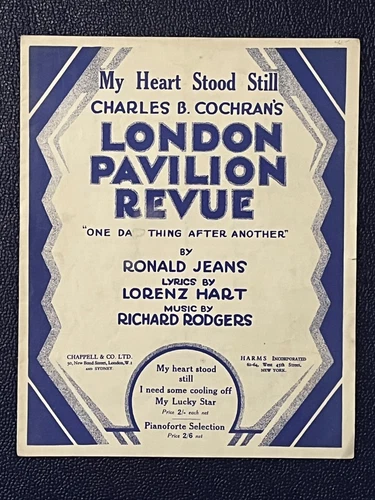 My Heart Stood Still
CHARLES B. COCHRAN'S
LONDON
PAVILION
REVUE
"ONE DA THING AFTER ANOTHER"
BY
RONALD JEANS
LYRICS BY
LORENZ HART
MUSIC BY
RICHARD RODGERS
CHAPPELL & CO. LTD.
50, New Bond Street, London, W.1
AND SYDNEY.
HARMS INCORPORATED
62-64, West 45th Street,
NEW YORK.
My heart stood
still
I need some cooling off
My Lucky Star
Price 2/- each net
Pianoforte Selection
Price 2/6 net